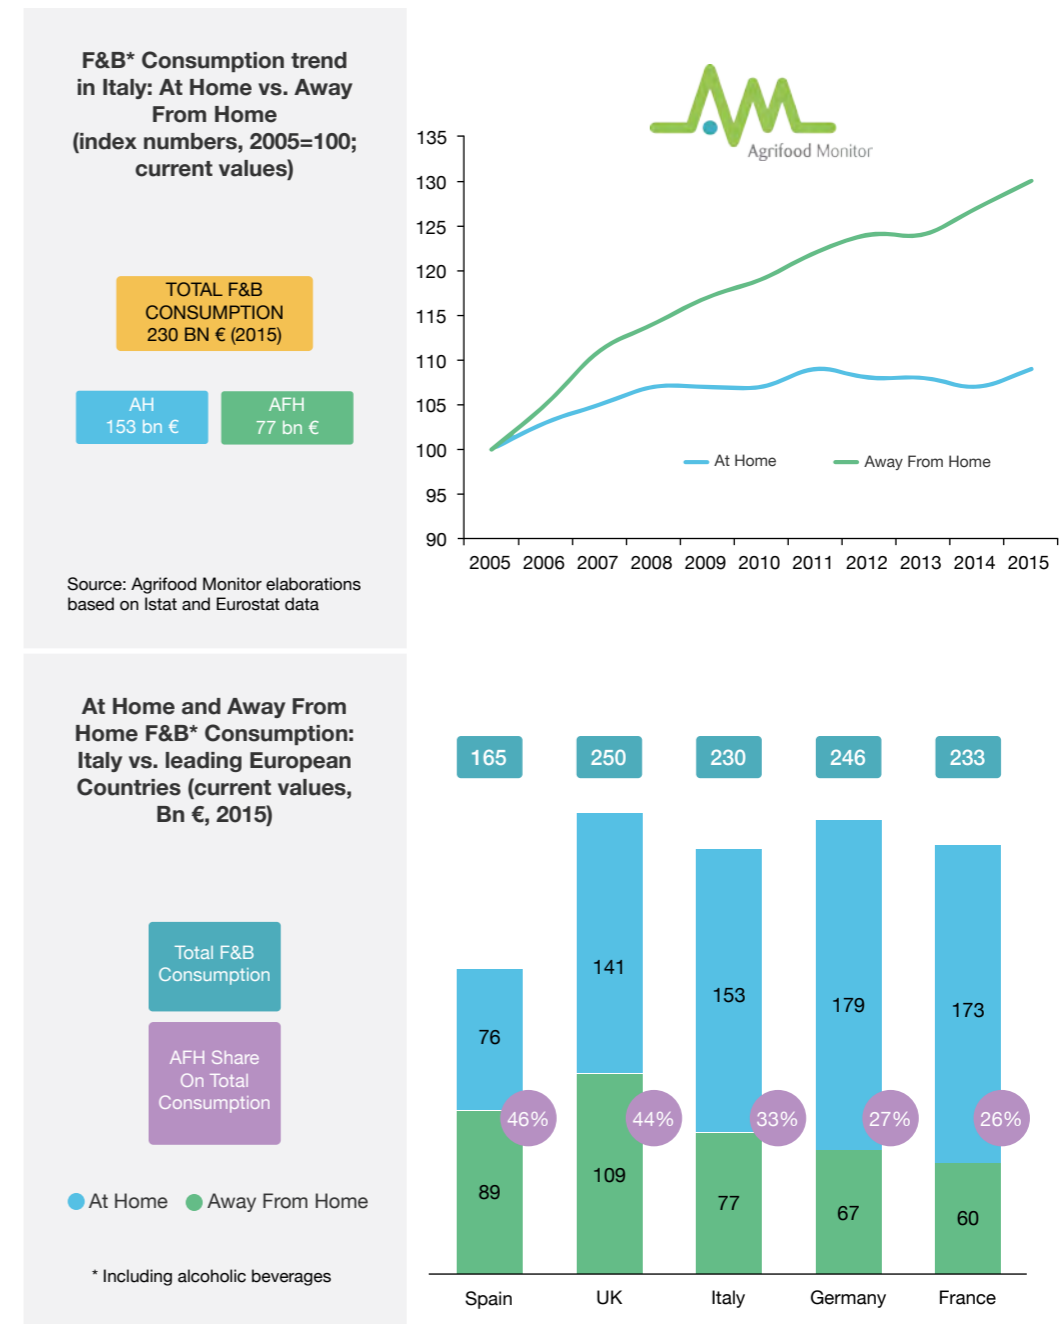 F&B* Consumption trend
in Italy: At Home vs. Away
From Home
(index numbers, 2005=100;
current values)
TOTAL F&B
CONSUMPTION
230 BN € (2015)
AH
153 bn €
AFH
77 bn €
Source: Agrifood Monitor elaborations
based on Istat and Eurostat data
Agrifood Monitor
135
130
125
120
115
110
105
100
95
90
At Home
Away From Home
2005 2006 2007 2008 2009 2010 2011 2012 2013 2014 2015
At Home and Away From
Home F&B* Consumption:
Italy vs. leading European
Countries (current values,
Bn €, 2015)
Total F&B
Consumption
AFH Share
On Total
Consumption
At Home Away From Home
* Including alcoholic beverages
165 250 230 246 233
76 141 153 179 173
46% 44% 33% 27% 26%
89 109 77 67 60
Spain UK Italy Germany France